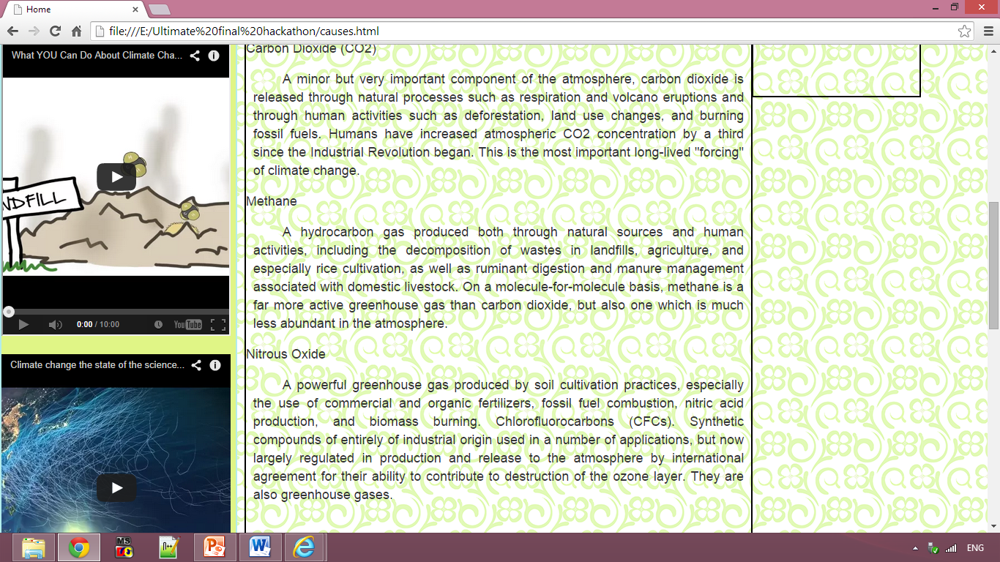 Home
file:///E:/Ultimate%20final%20hackathon/causes.html
What YOU Can Do About Climate Cha...
NDFILL
0:00 / 10:00
YouTube
Climate change the state of the science...
Carbon Dioxide (CO2)
A minor but very important component of the atmosphere, carbon dioxide is
released through natural processes such as respiration and volcano eruptions and
through human activities such as deforestation, land use changes, and burning
fossil fuels. Humans have increased atmospheric CO2 concentration by a third
since the Industrial Revolution began. This is the most important long-lived "forcing"
of climate change.
Methane
A hydrocarbon gas produced both through natural sources and human
activities, including the decomposition of wastes in landfills, agriculture, and
especially rice cultivation, as well as ruminant digestion and manure management
associated with domestic livestock. On a molecule-for-molecule basis, methane is a
far more active greenhouse gas than carbon dioxide, but also one which is much
less abundant in the atmosphere.
Nitrous Oxide
A powerful greenhouse gas produced by soil cultivation practices, especially
the use of commercial and organic fertilizers, fossil fuel combustion, nitric acid
production, and biomass burning. Chlorofluorocarbons (CFCs). Synthetic
compounds of entirely of industrial origin used in a number of applications, but now
largely regulated in production and release to the atmosphere by international
agreement for their ability to contribute to destruction of the ozone layer. They are
also greenhouse gases.
MS
ENG